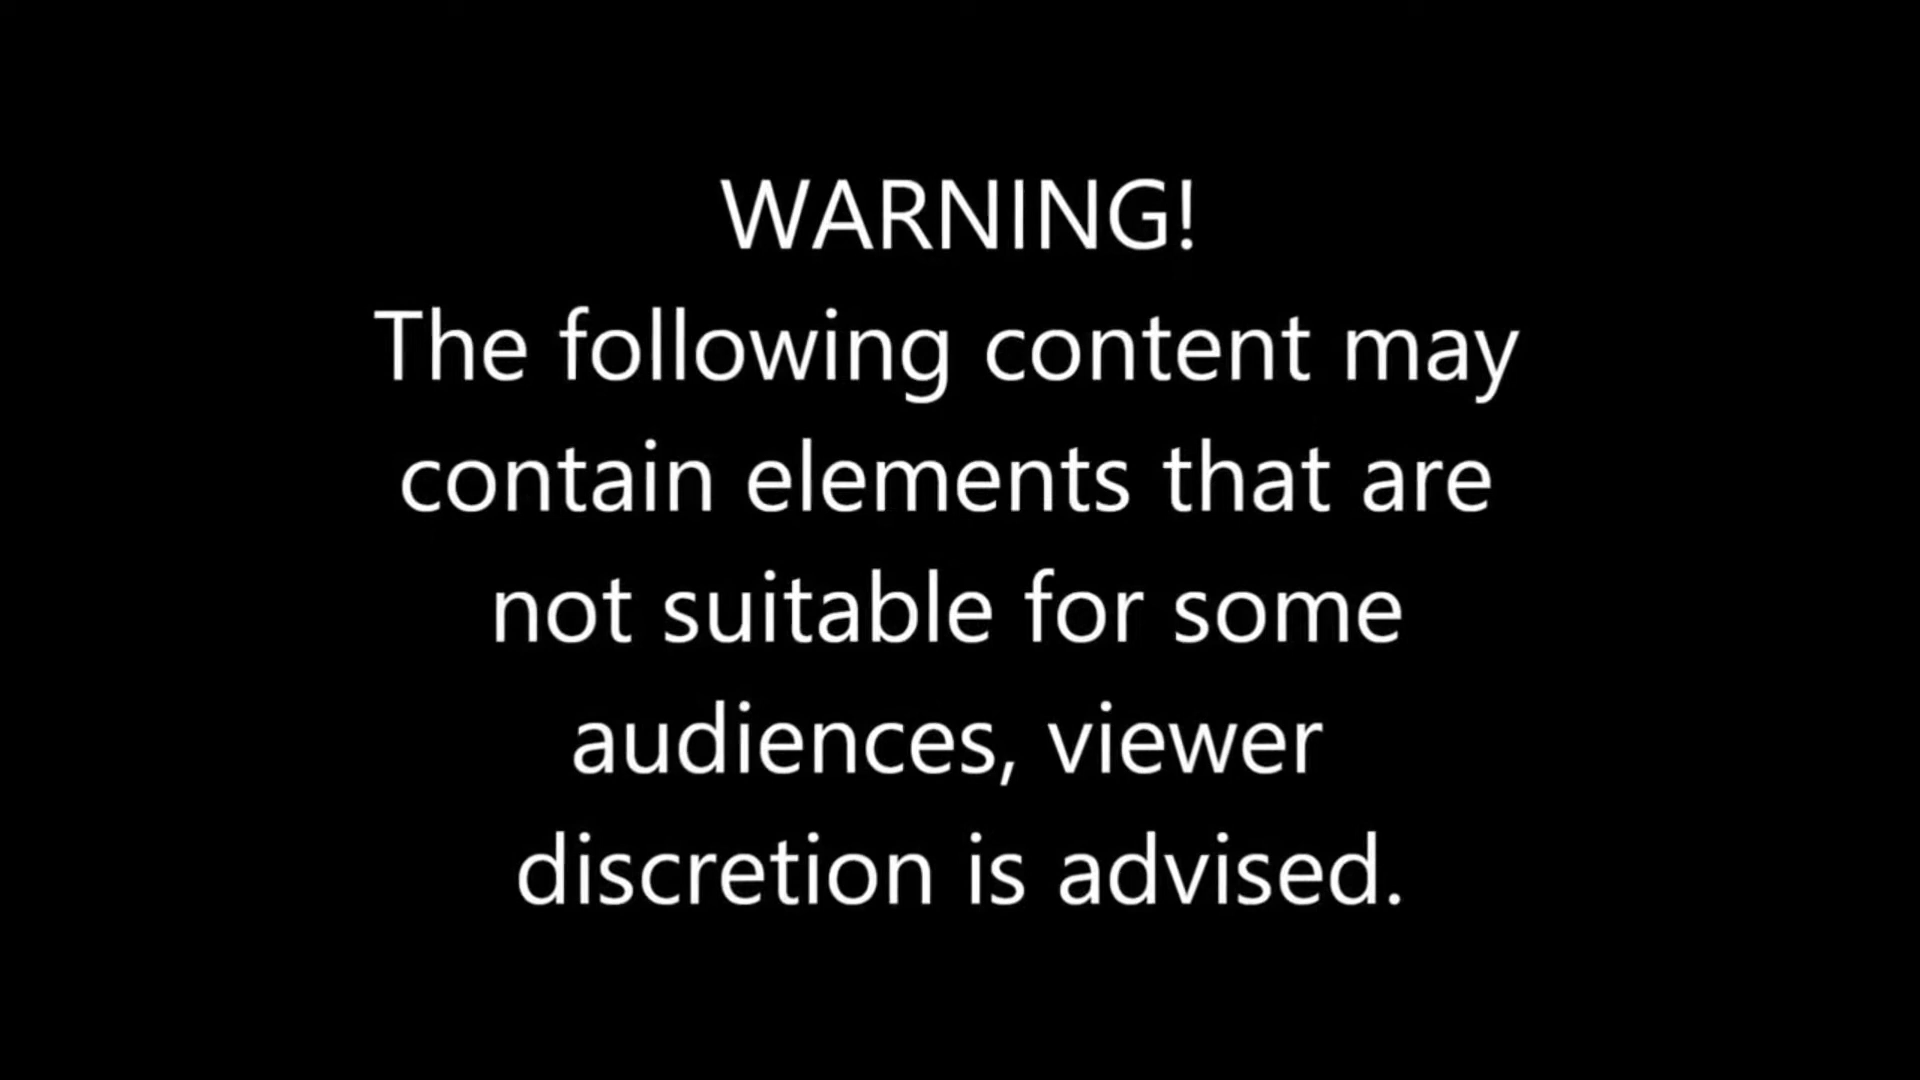 WARNING!
The following content may
contain elements that are
not suitable for some
audiences, viewer
discretion is advised.